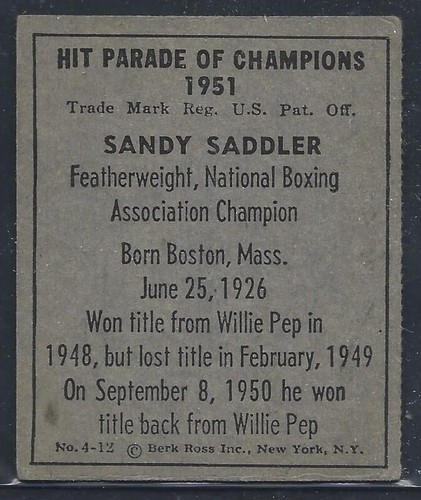 HIT PARADE OF CHAMPIONS
1951
Trade Mark Reg. U.S. Pat. Off.
SANDY SADDLER
Featherweight, National Boxing
Association Champion
Born Boston, Mass.
June 25, 1926
Won title from Willie Pep in
1948, but lost title in February, 1949
On September 8, 1950 he won
title back from Willie Pep
No. 4-12 © Berk Ross Inc., New York, N.Y.